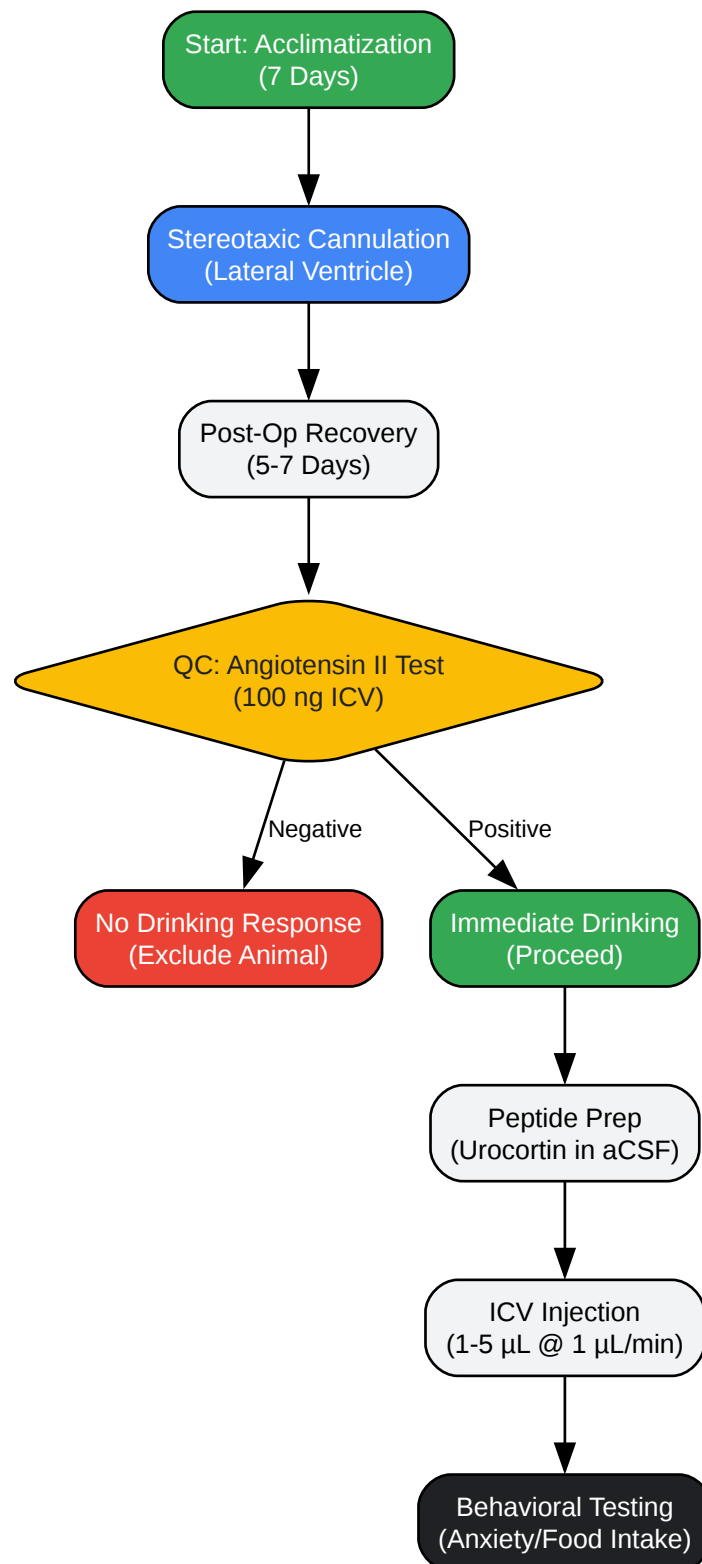 Start: Acclimatization
(7 Days)
Stereotaxic Cannulation
(Lateral Ventricle)
Post-Op Recovery
(5-7 Days)
QC: Angiotensin II Test
(100 ng ICV)
Negative
Positive
No Drinking Response
(Exclude Animal)
Immediate Drinking
(Proceed)
Peptide Prep
(Urocortin in aCSF)
ICV Injection
(1-5 µL @ 1 µL/min)
Behavioral Testing
(Anxiety/Food Intake)